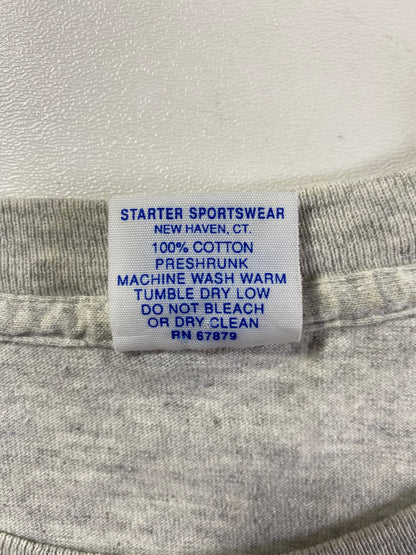 STARTER SPORTSWEAR
NEW HAVEN, CT.
100% COTTON
PRESHRUNK
MACHINE WASH WARM
TUMBLE DRY LOW
DO NOT BLEACH
OR DRY CLEAN
RN 67879